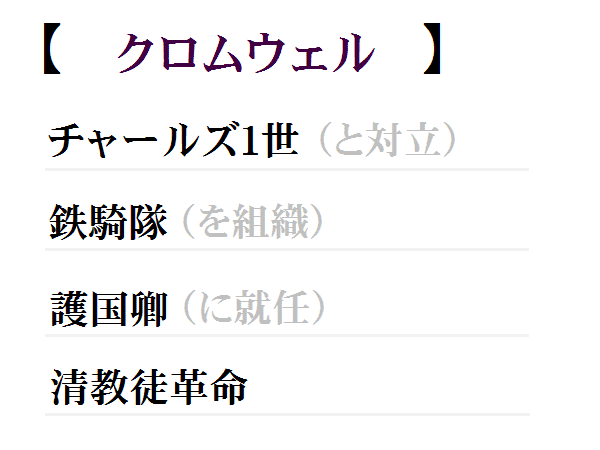 【 クロムウェル 】
チャールズ1世（と対立）
鉄騎隊（を組織）
護国卿（に就任）
清教徒革命